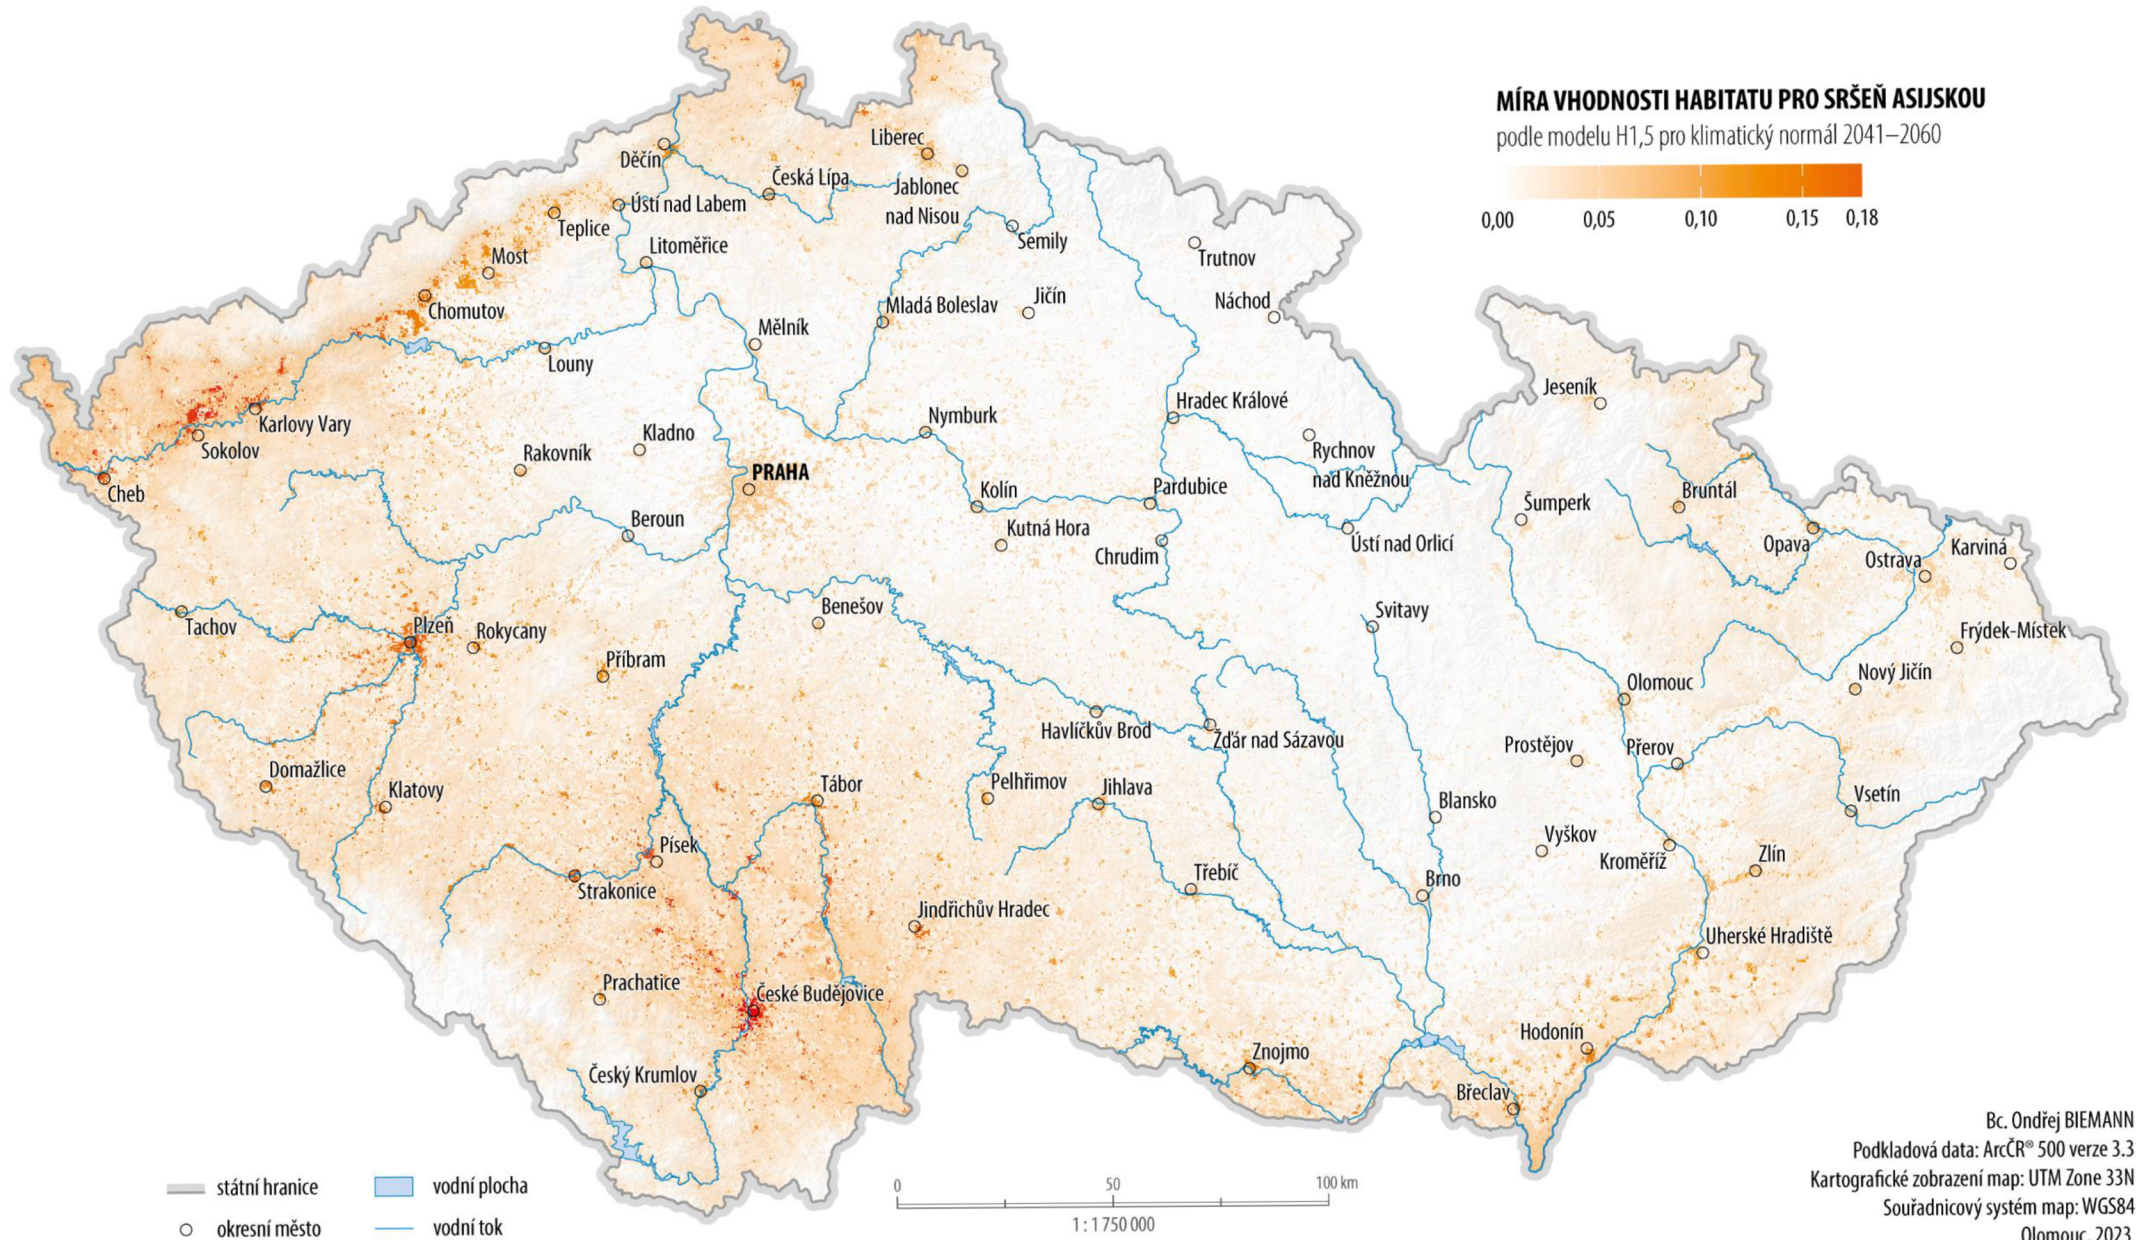 MÍRA VHODNOSTI HABITATU PRO SRŠEŇ ASIJSKOU
podle modelu H1,5 pro klimatický normál 2041–2060
0,00 0,05 0,10 0,15 0,18
Liberec
Děčín
Česká Lípa
Jablonec
nad Nisou
Ústí nad Labem
Teplice
Semily
Litoměřice
Trutnov
Most
Jičín
Náchod
Mladá Boleslav
Chomutov
Mělník
Louny
Jeseník
Hradec Králové
Nymburk
Karlovy Vary
Kladno
Sokolov
Rakovník
Rychnov
nad Kněžnou
PRAHA
Cheb
Kolín
Pardubice
Bruntál
Šumperk
Beroun
Kutná Hora
Ústí nad Orlicí
Opava
Karviná
Chrudim
Ostrava
Benešov
Svitavy
Tachov
Plzeň
Rokycany
Frýdek-Místek
Příbram
Nový Jičín
Olomouc
Havlíčkův Brod
Žďár nad Sázavou
Prostějov
Přerov
Domažlice
Pelhřimov
Tábor
Jihlava
Klatovy
Vsetín
Blansko
Vyškov
Písek
Zlín
Kroměříž
Třebíč
Brno
Strakonice
Jindřichův Hradec
Uherské Hradiště
Prachatice
České Budějovice
Hodonín
Znojmo
Český Krumlov
Břeclav
státní hranice
vodní plocha
okresní město
vodní tok
0 50 100 km
1 : 1 750 000
Bc. Ondřej BIEMANN
Podkladová data: ArcČR® 500 verze 3.3
Kartografické zobrazení map: UTM Zone 33N
Souřadnicový systém map: WGS84
Olomouc, 2023